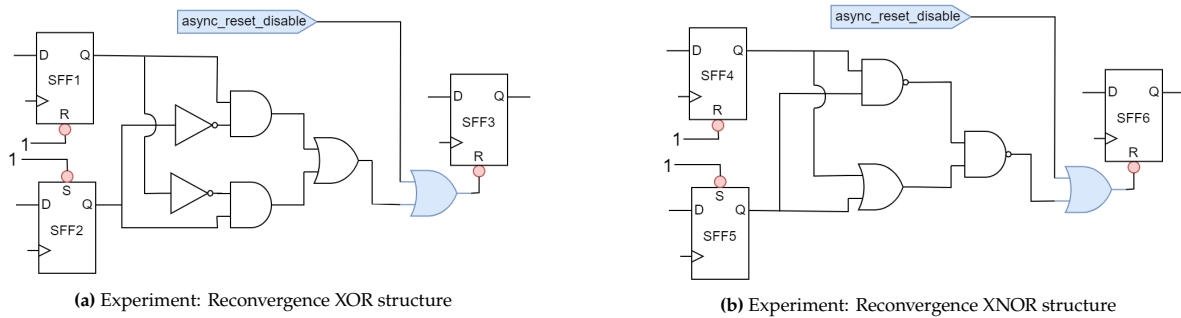 async_reset_disable
D Q
SFF1
R
1
1
S
D Q
SFF2
D Q
SFF3
R
(a) Experiment: Reconvergence XOR structure
async_reset_disable
D Q
SFF4
R
1
1
S
D Q
SFF5
D Q
SFF6
R
(b) Experiment: Reconvergence XNOR structure